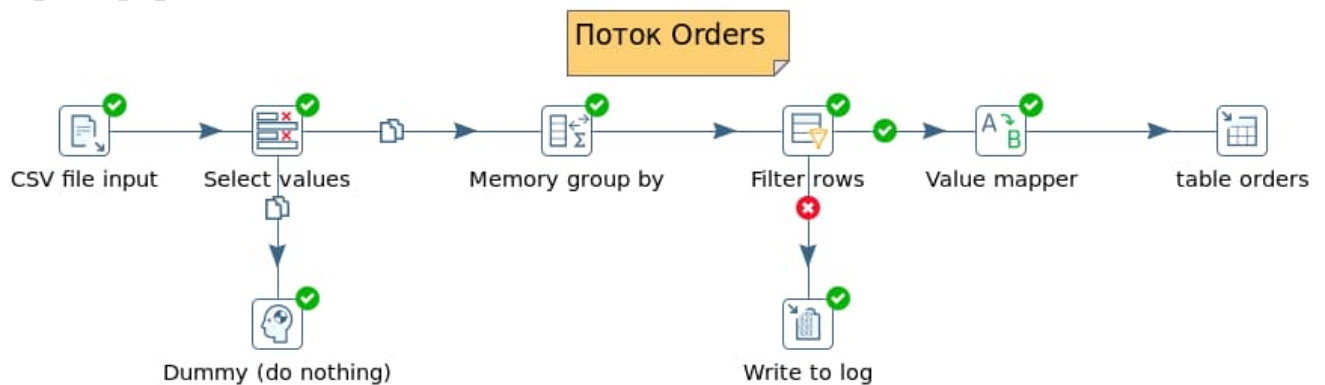 Поток Orders
CSV file input
Select values
Memory group by
Filter rows
Value mapper
table orders
Dummy (do nothing)
Write to log